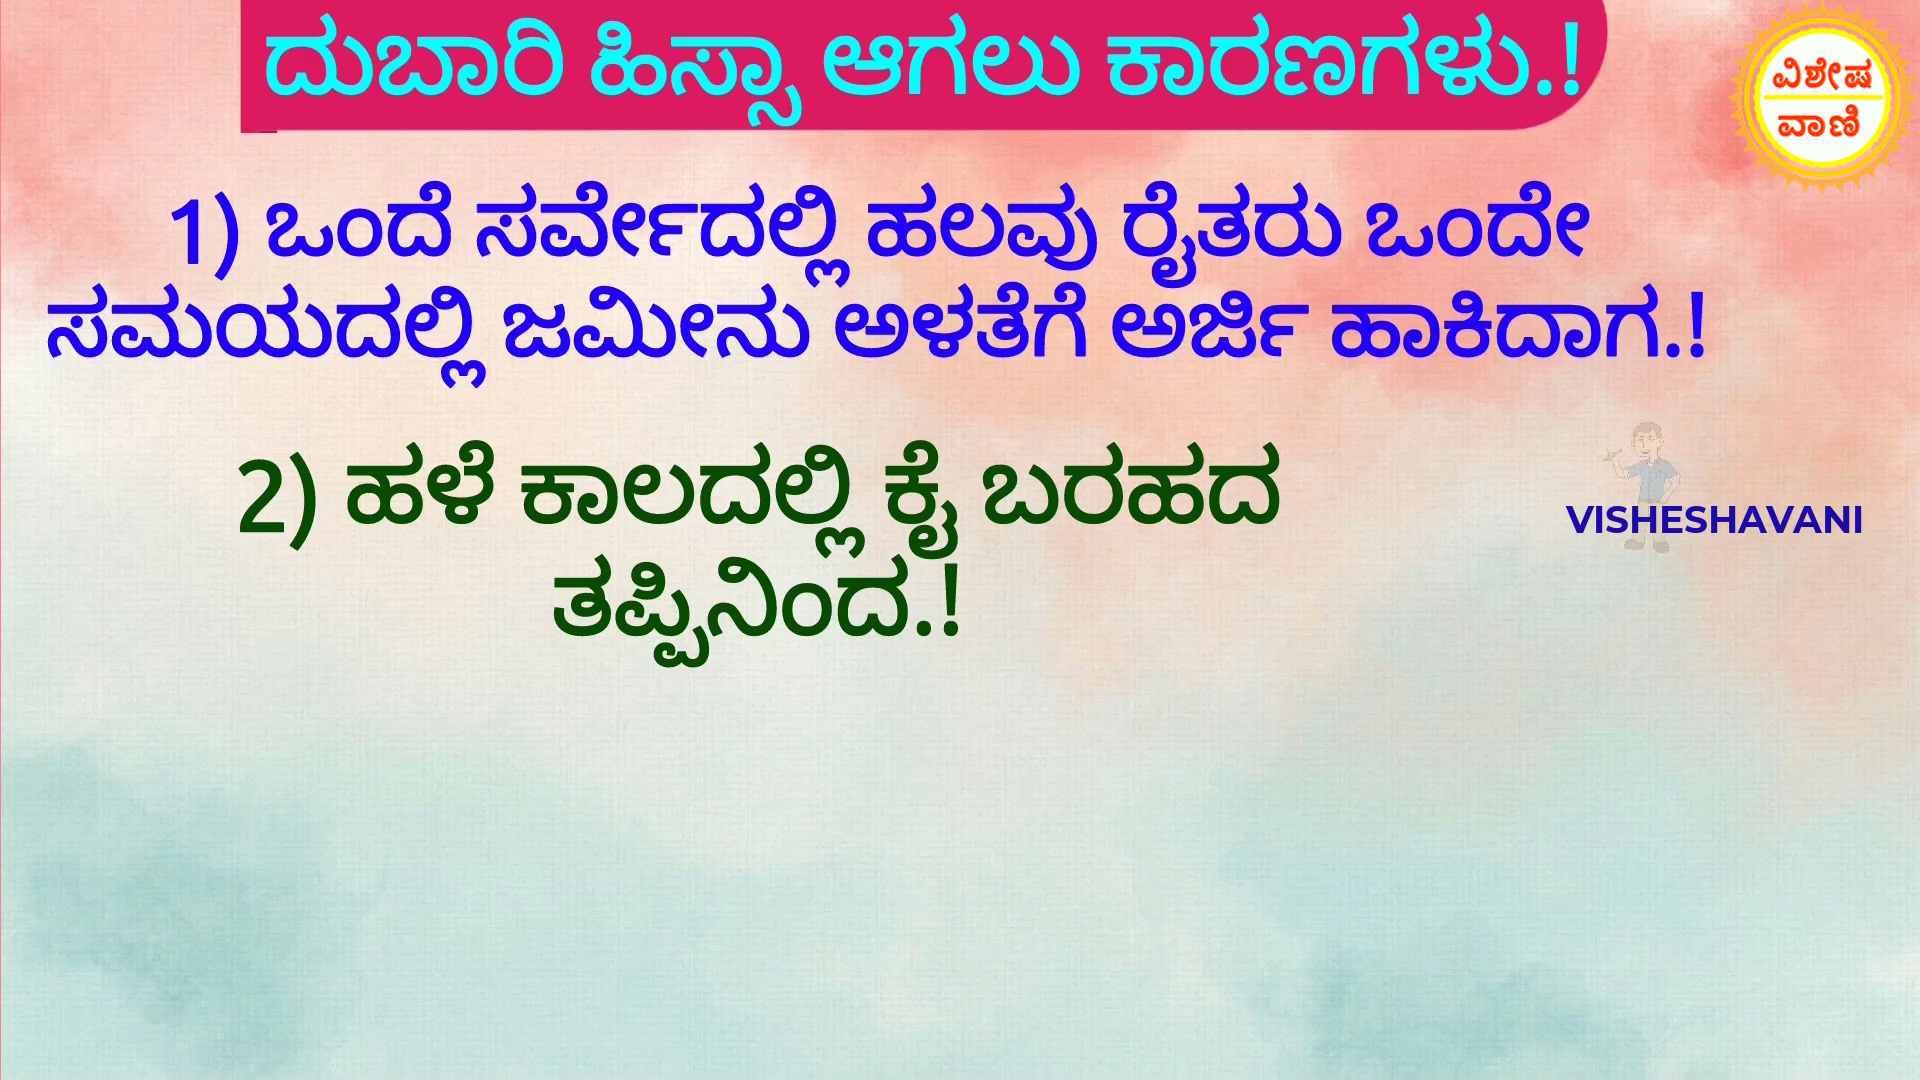 ದುಬಾರಿ ಹಿಸ್ಸಾ ಆಗಲು ಕಾರಣಗಳು.!
ವಿಶೇಷ
ವಾಣಿ
1) ಒಂದೆ ಸರ್ವೇದಲ್ಲಿ ಹಲವು ರೈತರು ಒಂದೇ
ಸಮಯದಲ್ಲಿ ಜಮೀನು ಅಳತೆಗೆ ಅರ್ಜಿ ಹಾಕಿದಾಗ.!
2) ಹಳೆ ಕಾಲದಲ್ಲಿ ಕೈ ಬರಹದ
ತಪ್ಪಿನಿಂದ.!
VISHESHAVANI